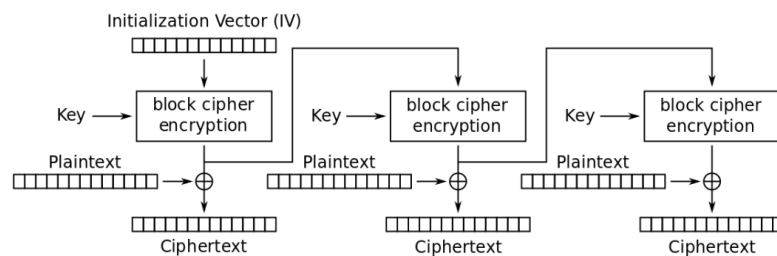 Initialization Vector (IV)
Key
block cipher
encryption
Plaintext
Ciphertext
Key
block cipher
encryption
Plaintext
Ciphertext
Key
block cipher
encryption
Plaintext
Ciphertext